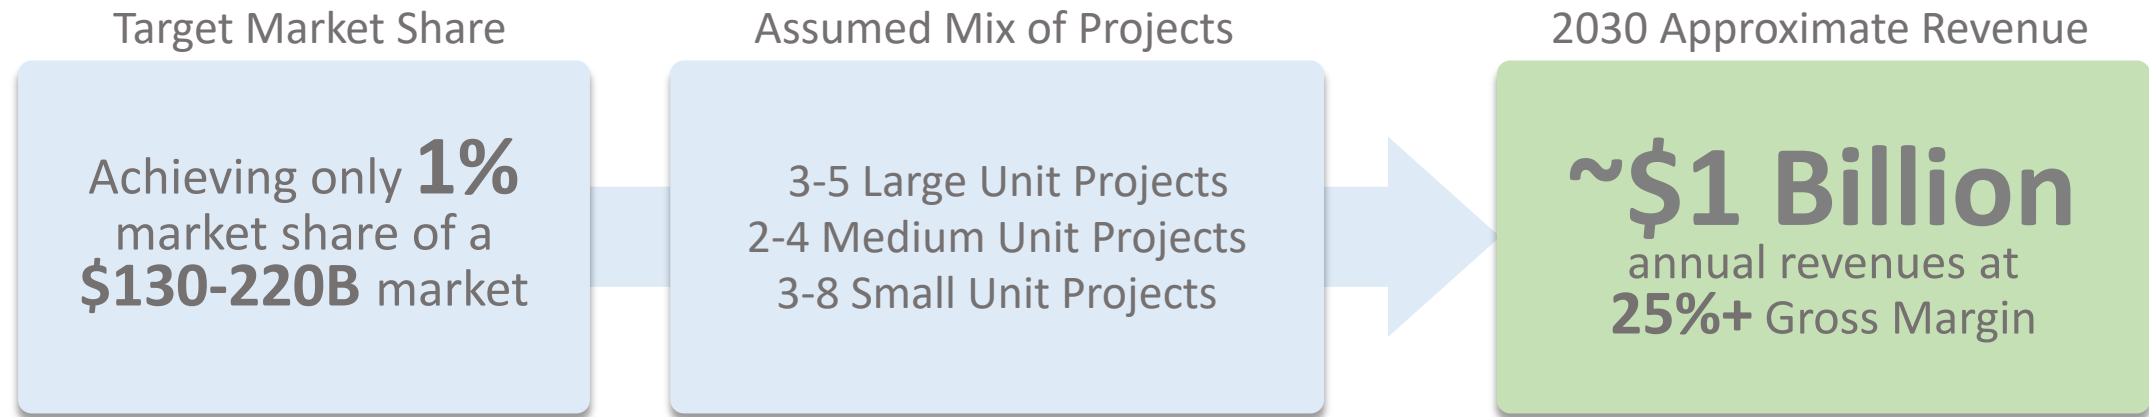 Target Market Share
Achieving only 1%
market share of a
$130-220B market
Assumed Mix of Projects
3-5 Large Unit Projects
2-4 Medium Unit Projects
3-8 Small Unit Projects
2030 Approximate Revenue
~$1 Billion
annual revenues at
25%+ Gross Margin